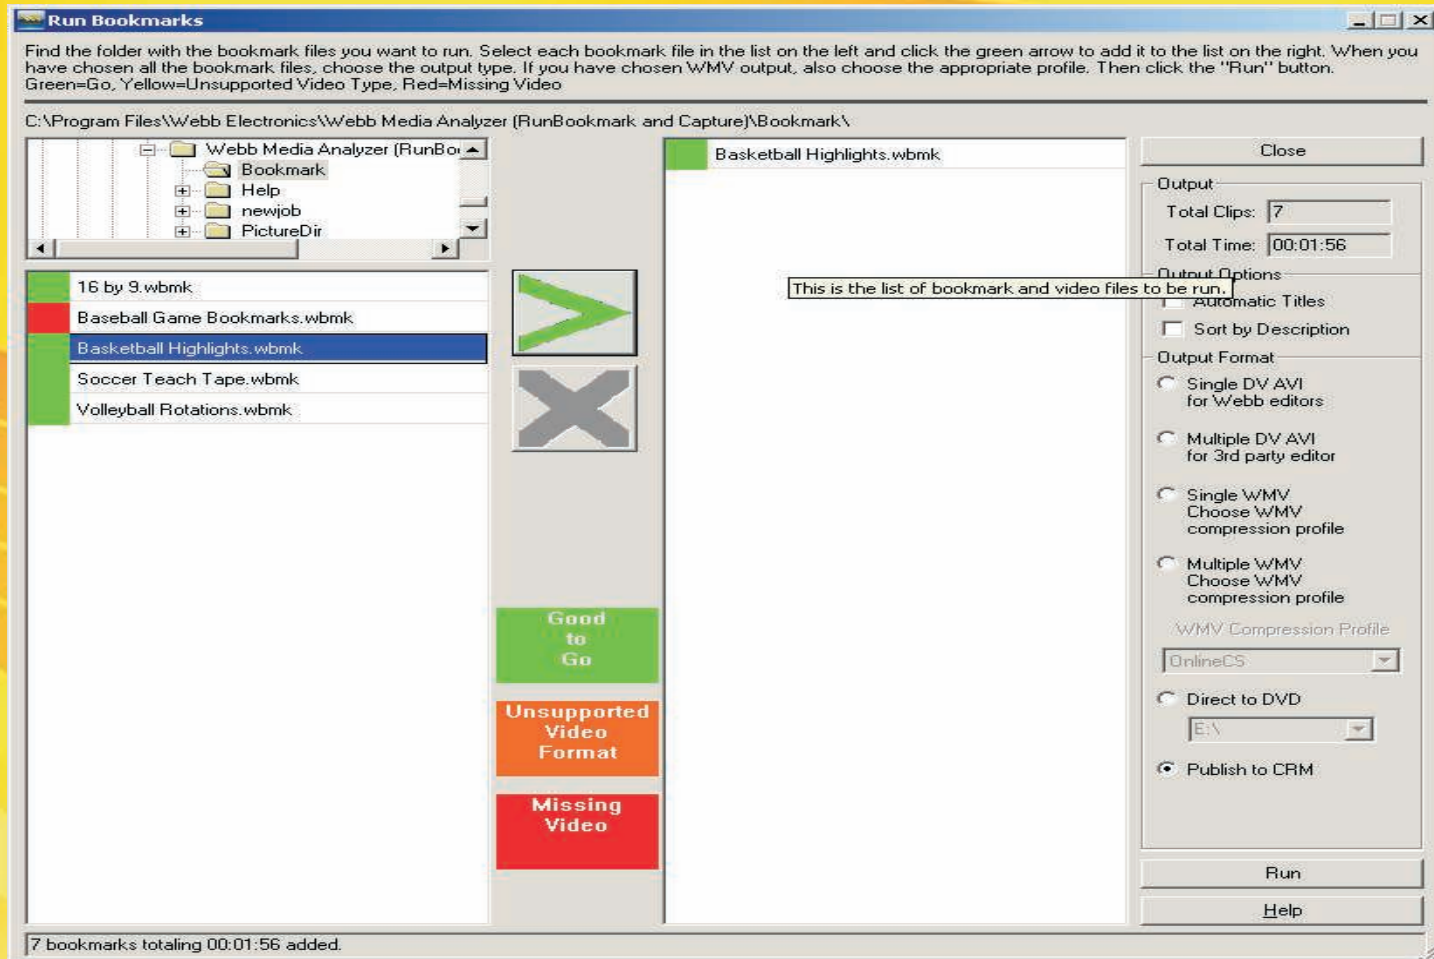 Run Bookmarks
Find the folder with the bookmark files you want to run. Select each bookmark file in the list on the left and click the green arrow to add it to the list on the right. When you
have chosen all the bookmark files, choose the output type. If you have chosen WMV output, also choose the appropriate profile. Then click the "Run" button.
Green=Go, Yellow=Unsupported Video Type, Red=Missing Video
C:\Program Files\Webb Electronics\Webb Media Analyzer (RunBookmark and Capture)\Bookmark\
Webb Media Analyzer (RunBo
Bookmark
Help
newjob
PictureDir
16 by 9.wbmk
Baseball Game Bookmarks.wbmk
Basketball Highlights.wbmk
Soccer Teach Tape.wbmk
Volleyball Rotations.wbmk
Good
to
Go
Unsupported
Video
Format
Missing
Video
Basketball Highlights.wbmk
This is the list of bookmark and video files to be run.
Close
Output
Total Clips: 7
Total Time: 00:01:56
Output Options
Automatic Titles
Sort by Description
Output Format
Single DV AVI
for Webb editors
Multiple DV AVI
for 3rd party editor
Single WMV
Choose WMV
compression profile
Multiple WMV
Choose WMV
compression profile
WMV Compression Profile
OnlineCS
Direct to DVD
E:\
Publish to CRM
Run
Help
7 bookmarks totaling 00:01:56 added.